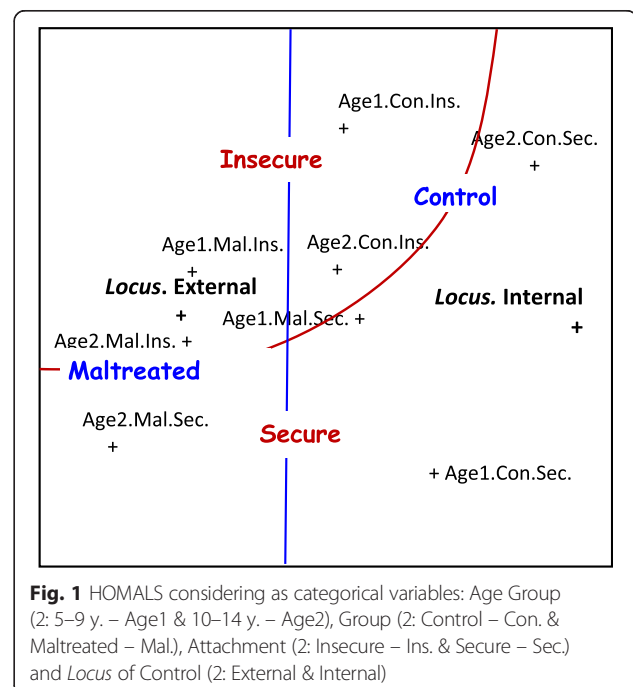 Age1.Con.Ins.
+
Age2.Con.Sec.
+
Insecure
Control
Age1.Mal.Ins.
+
Age2.Con.Ins.
+
Locus. External
+
Locus. Internal
+
Age1.Mal.Sec. +
Age2.Mal.Ins. +
Maltreated
Age2.Mal.Sec.
+
Secure
+ Age1.Con.Sec.
Fig. 1 HOMALS considering as categorical variables: Age Group
(2: 5–9 y. – Age1 & 10–14 y. – Age2), Group (2: Control – Con. &
Maltreated – Mal.), Attachment (2: Insecure – Ins. & Secure – Sec.)
and Locus of Control (2: External & Internal)